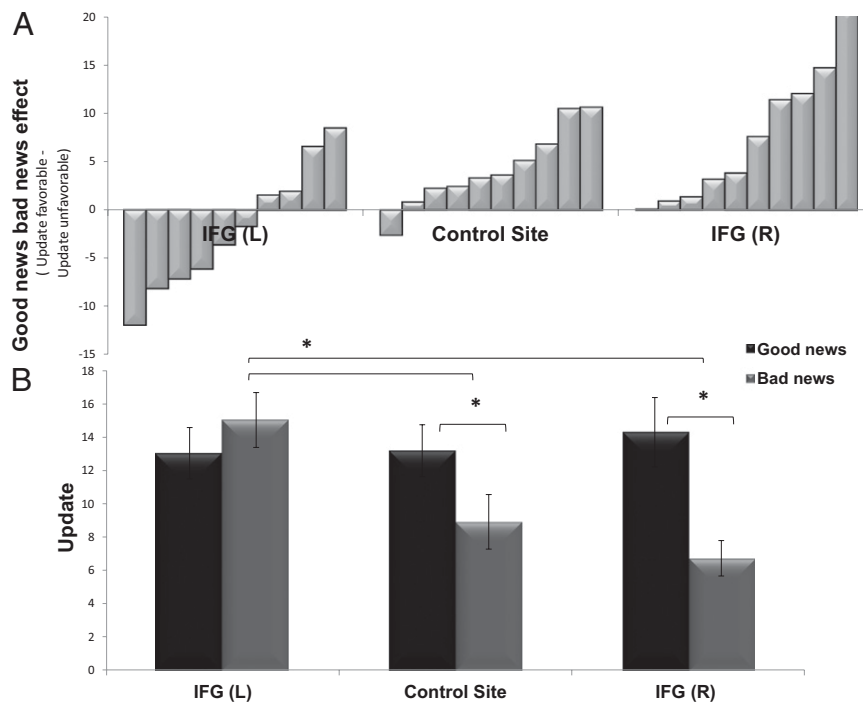 A
Good news bad news effect
( Update favorable -
Update unfavorable)
20
15
10
5
0
-5
-10
-15
IFG (L)
Control Site
IFG (R)
B
*
Good news
Bad news
*
*
Update
18
16
14
12
10
8
6
4
2
0
IFG (L)
Control Site
IFG (R)